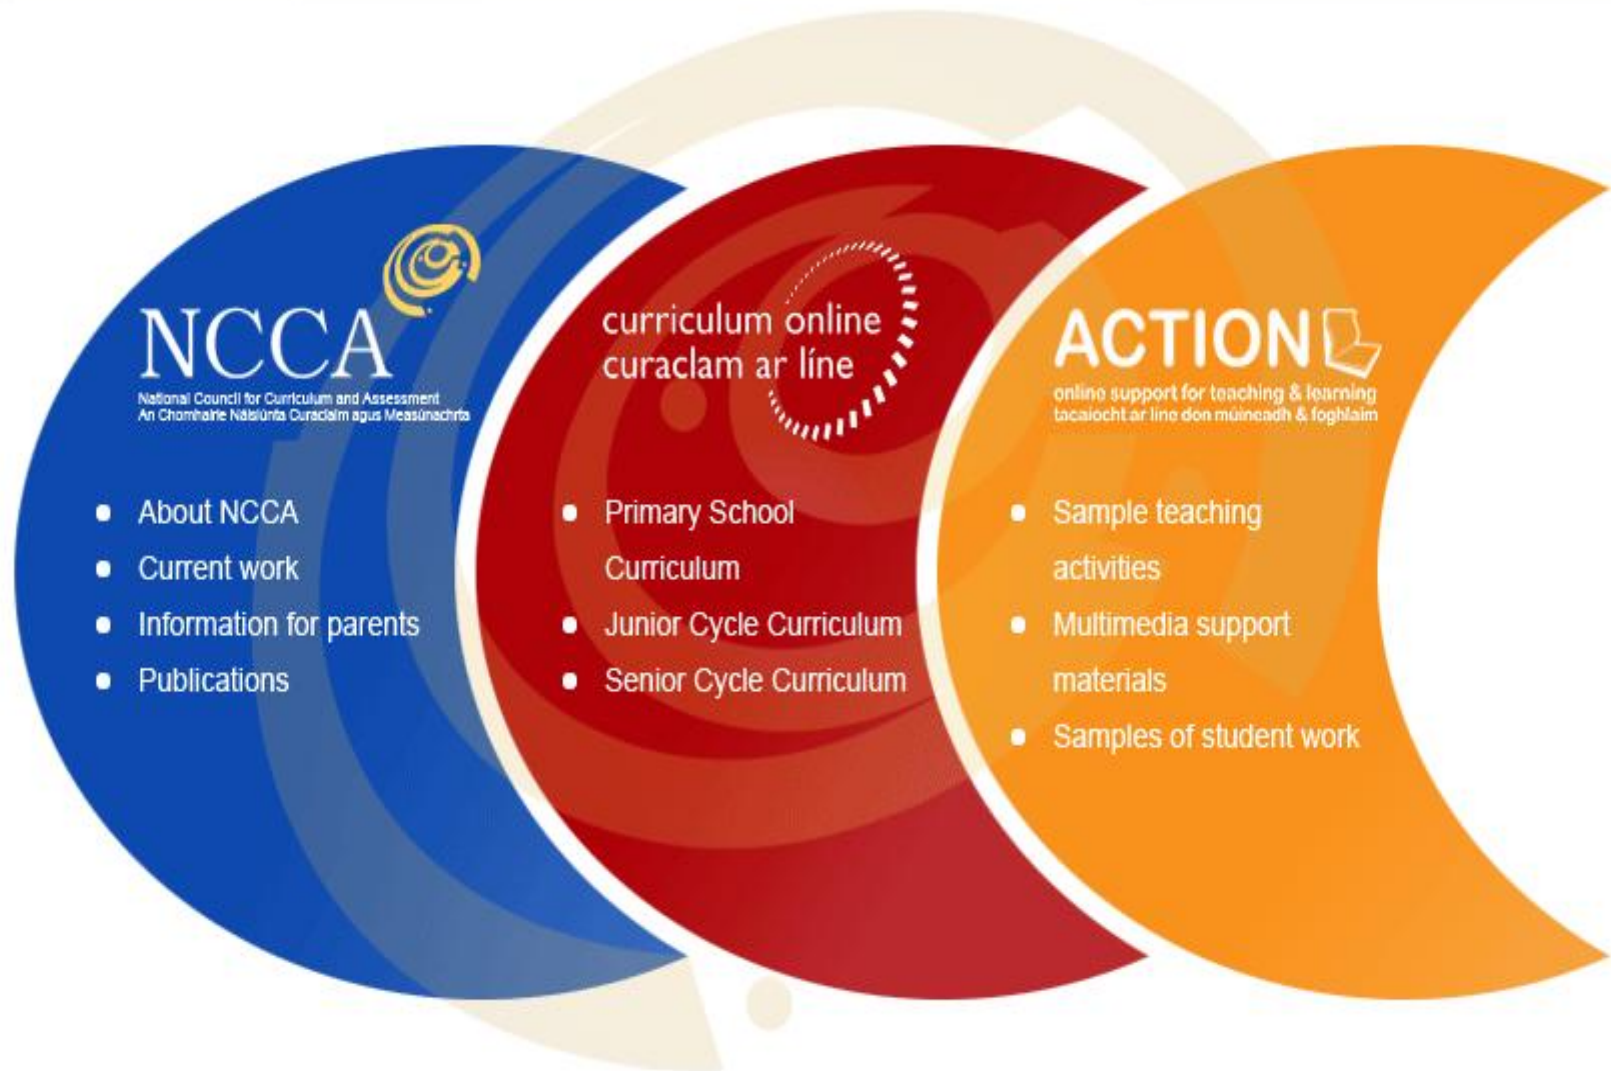 NCCA
National Council for Curriculum and Assessment
An Chomhairle Náisiúnta Curaclaim agus Measúnachta
About NCCA
Current work
Information for parents
Publications
curriculum online
curaclam ar líne
Primary School
Curriculum
Junior Cycle Curriculum
Senior Cycle Curriculum
ACTION
online support for teaching & learning
tacaíocht ar líne don múineadh & foghlaim
Sample teaching
activities
Multimedia support
materials
Samples of student work